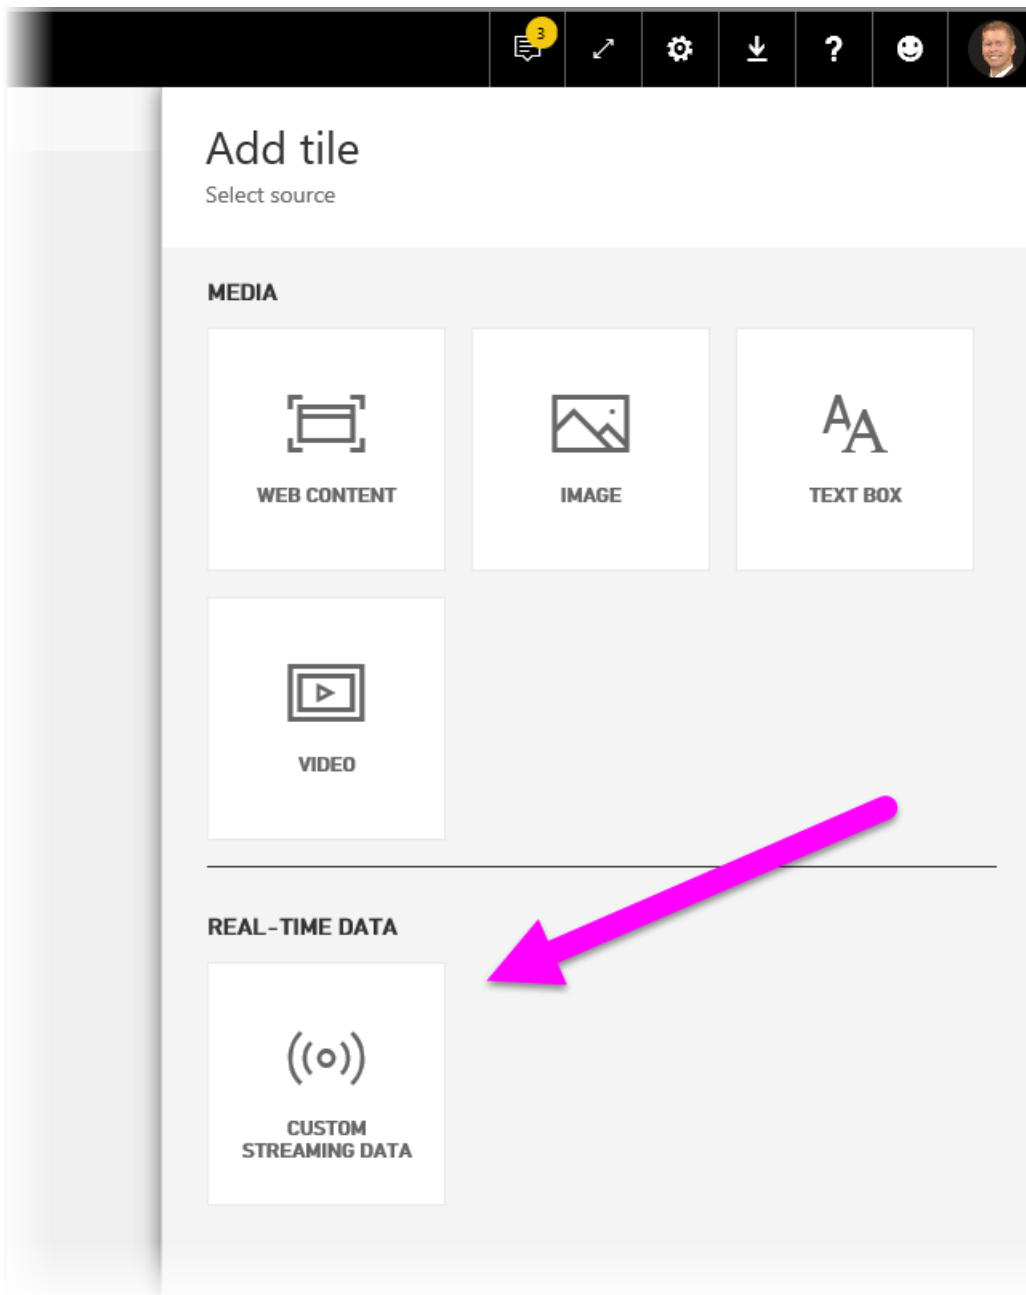 3
?
Add tile
Select source
MEDIA
WEB CONTENT
IMAGE
TEXT BOX
VIDEO
REAL-TIME DATA
CUSTOM
STREAMING DATA